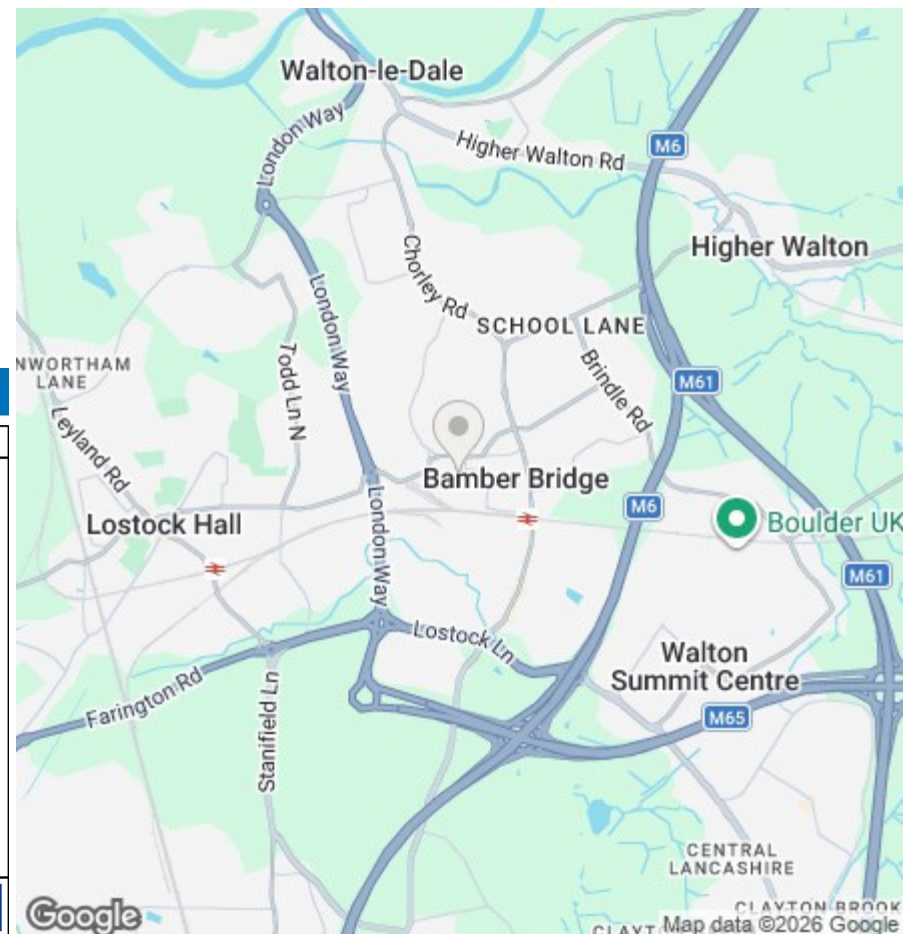 Walton-le-Dale
London Way
Higher Walton Rd
M6
Higher Walton
Chorley Rd
SCHOOL LANE
London Way
Todd Ln N
NWORTHAM
LANE
Brindle Rd
M61
Leyland Rd
Bamber Bridge
M6
Boulder UK
Lostock Hall
London Way
M61
Lostock Ln
Walton
Summit Centre
Farington Rd
Stanifield Ln
M65
CENTRAL
LANCASHIRE
CLAYTON BROOK
Google
Map data ©2026 Google